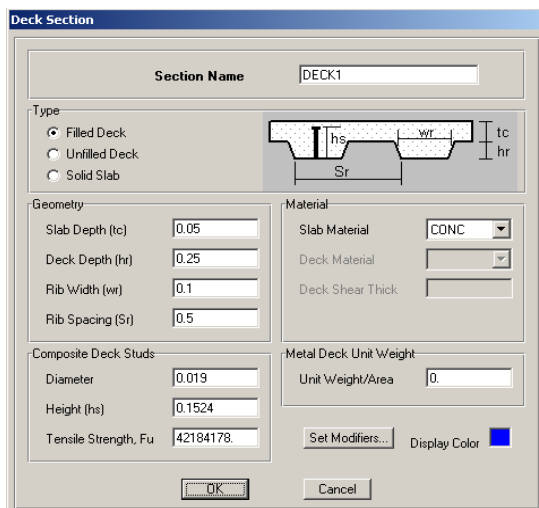 Deck Section
Section Name DECK1
Type
Filled Deck
Unfilled Deck
Solid Slab
hs wr tc
hr
Sr
Geometry
Slab Depth (tc) 0.05
Deck Depth (hr) 0.25
Rib Width (wr) 0.1
Rib Spacing (Sr) 0.5
Material
Slab Material CONC
Deck Material
Deck Shear Thick
Composite Deck Studs
Diameter 0.019
Height (hs) 0.1524
Tensile Strength, Fu 42184178.
Metal Deck Unit Weight
Unit Weight/Area 0.
Set Modifiers... Display Color
OK Cancel